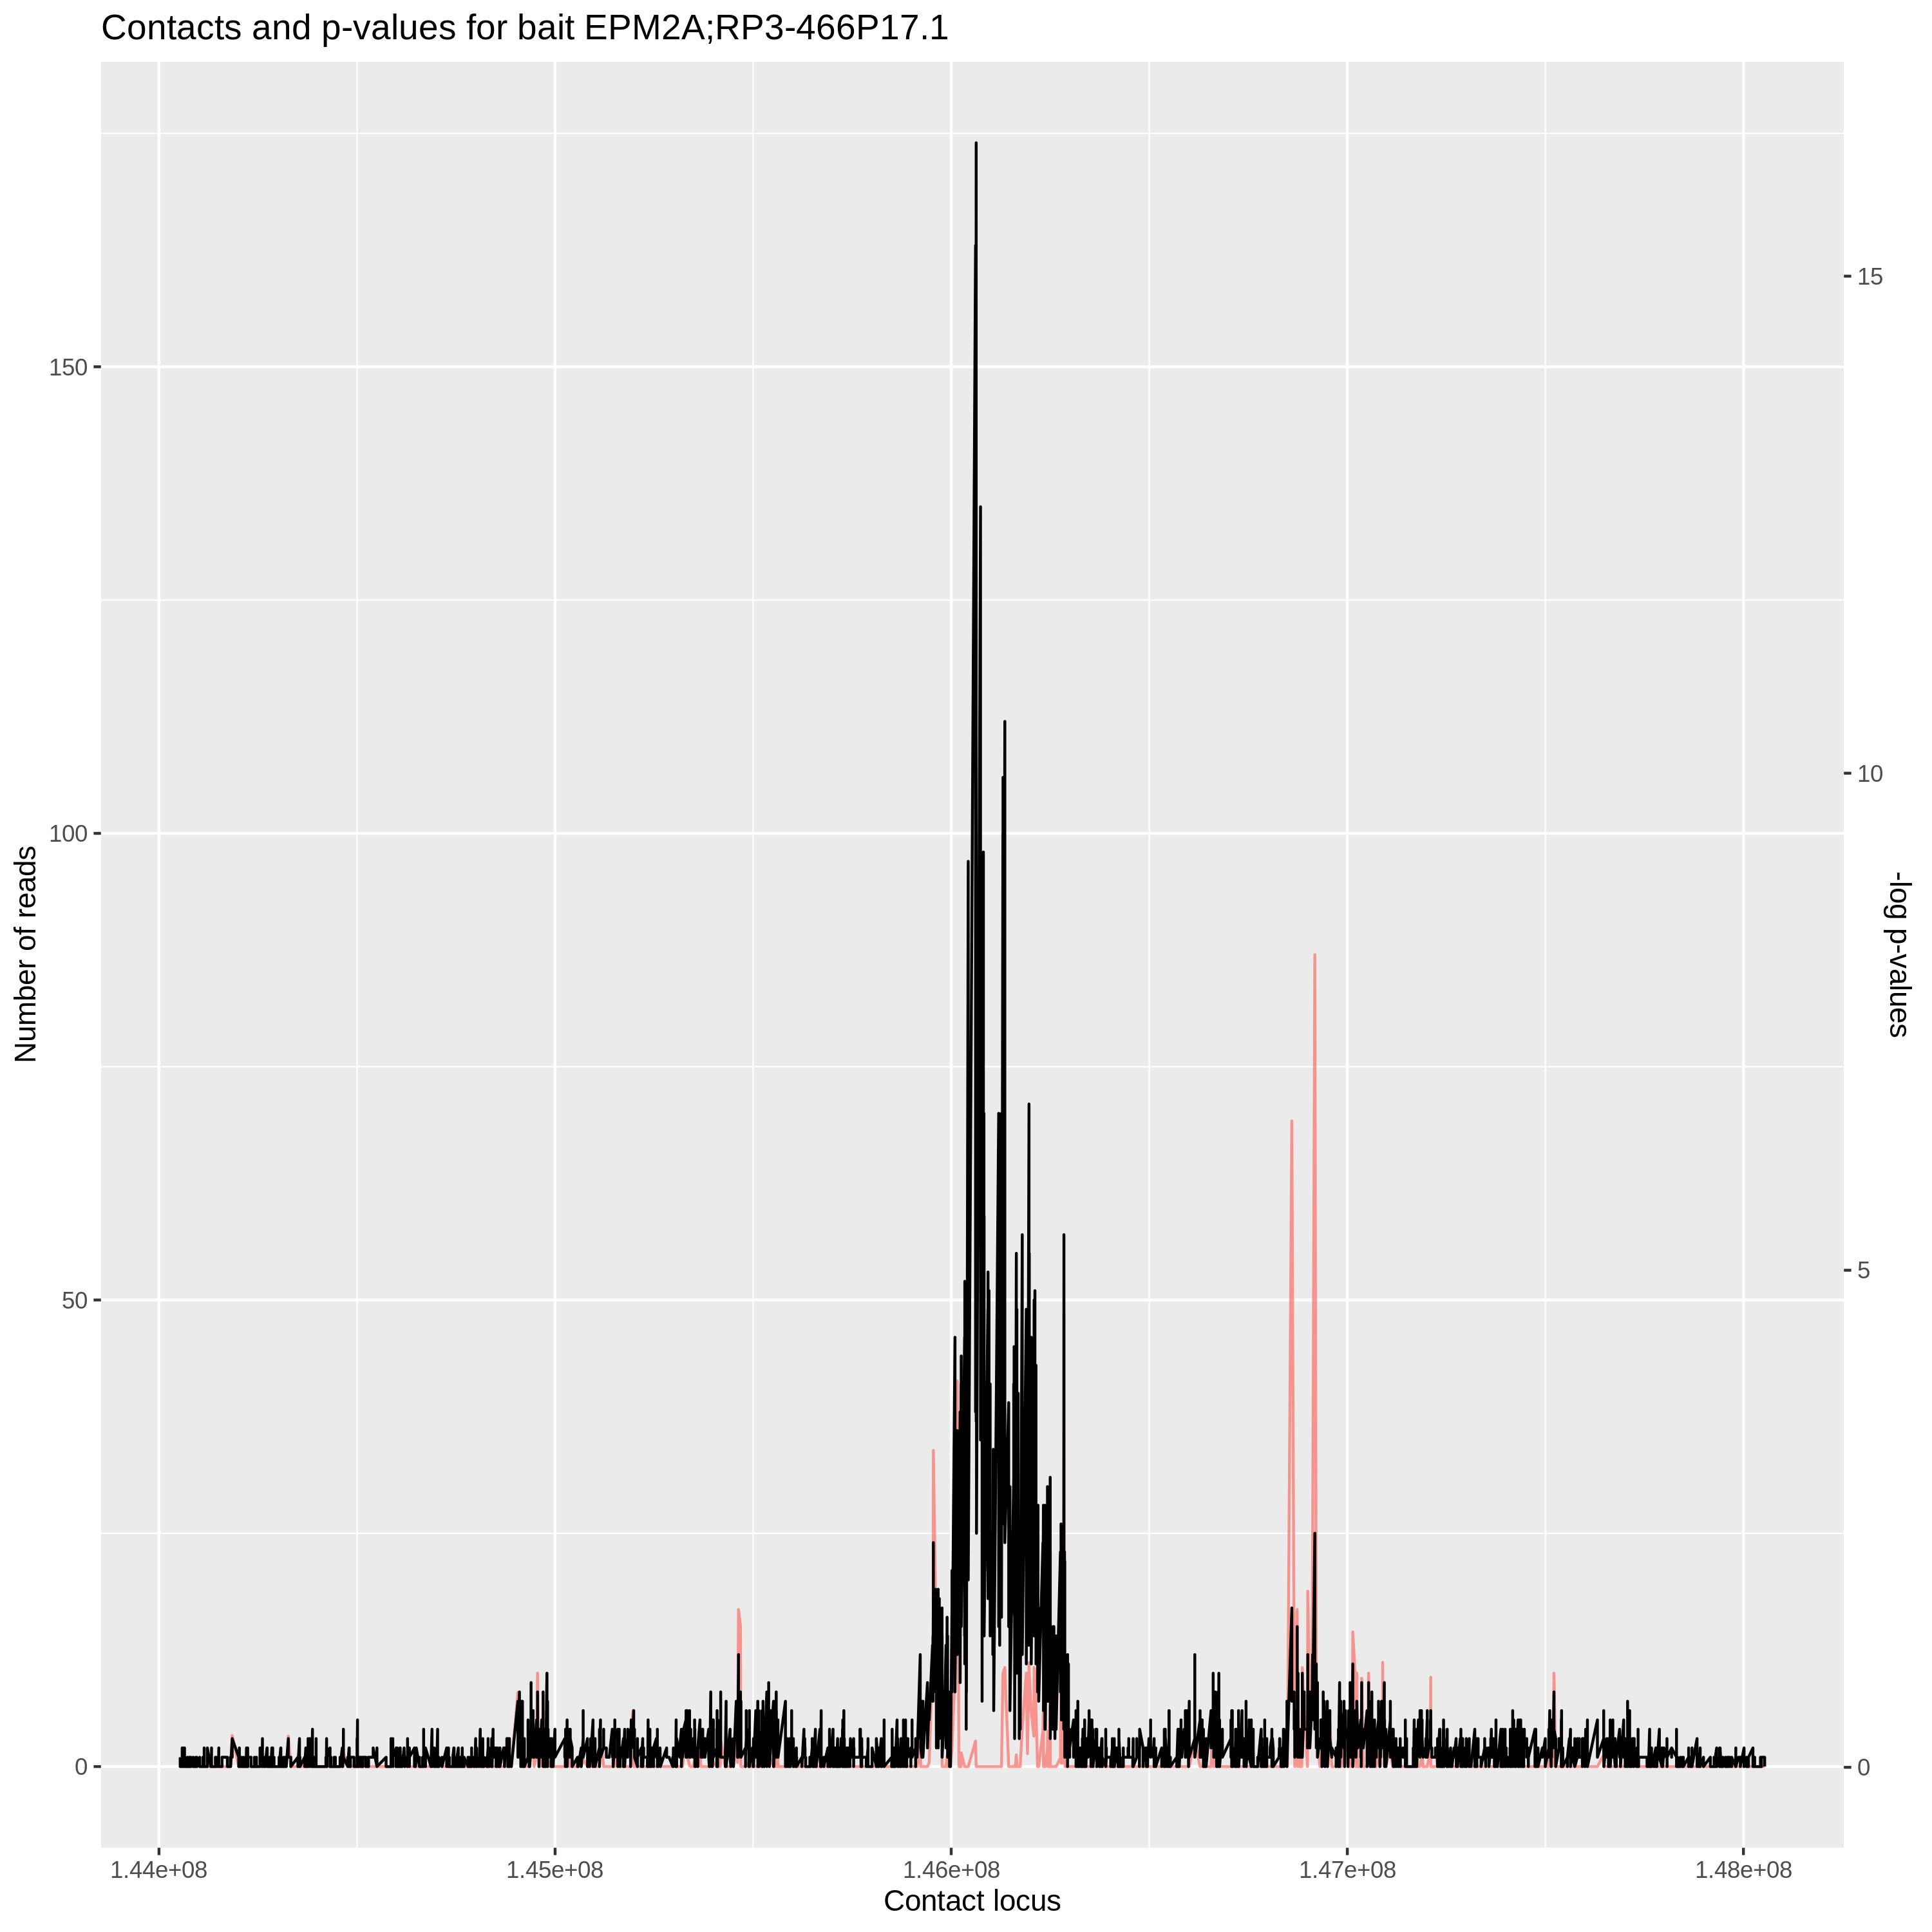 Contacts and p-values for bait EPM2A;RP3-466P17.1
Number of reads
150
100
50
0
15
10
5
0
-log p-values
1.44e+08 1.45e+08 1.46e+08 1.47e+08 1.48e+08
Contact locus